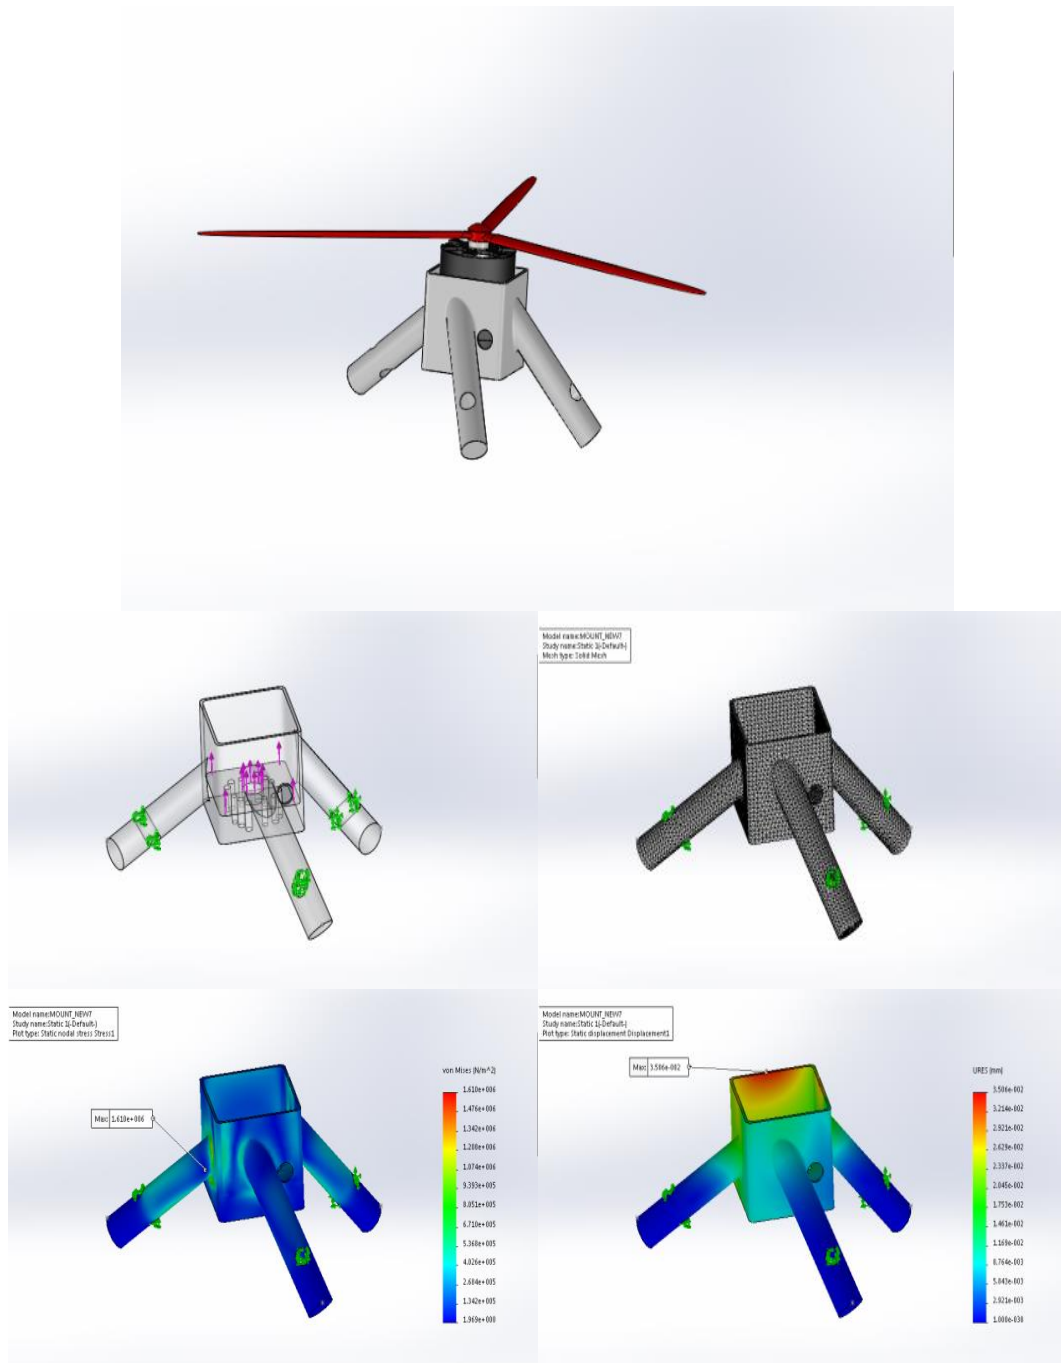 Model name:MOUNT_NEW7
Study name:Static 1(-Default-)
Mesh type: Solid Mesh
Model name:MOUNT_NEW7
Study name:Static 1(-Default-)
Plot type: Static nodal stress Stress1
von Mises (N/m^2)
Max: 1.610e+006
1.610e+006
1.476e+006
1.342e+006
1.208e+006
1.074e+006
9.393e+005
8.051e+005
6.710e+005
5.368e+005
4.026e+005
2.684e+005
1.342e+005
1.969e+000
Model name:MOUNT_NEW7
Study name:Static 1(-Default-)
Plot type: Static displacement Displacement1
URES (mm)
Max: 3.506e-002
3.506e-002
3.214e-002
2.921e-002
2.629e-002
2.337e-002
2.045e-002
1.753e-002
1.461e-002
1.169e-002
8.764e-003
5.843e-003
2.921e-003
1.000e-030